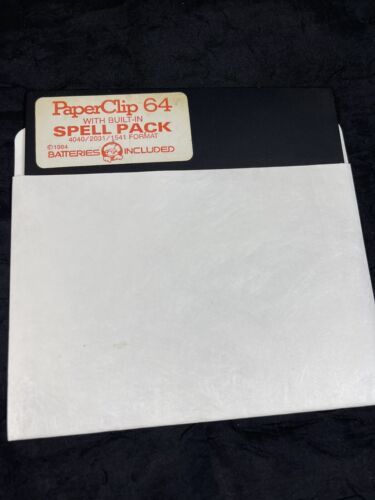 PaperClip 64
WITH BUILT-IN
SPELL PACK
4040/2031/1541 FORMAT
©1984
BATTERIES INCLUDED